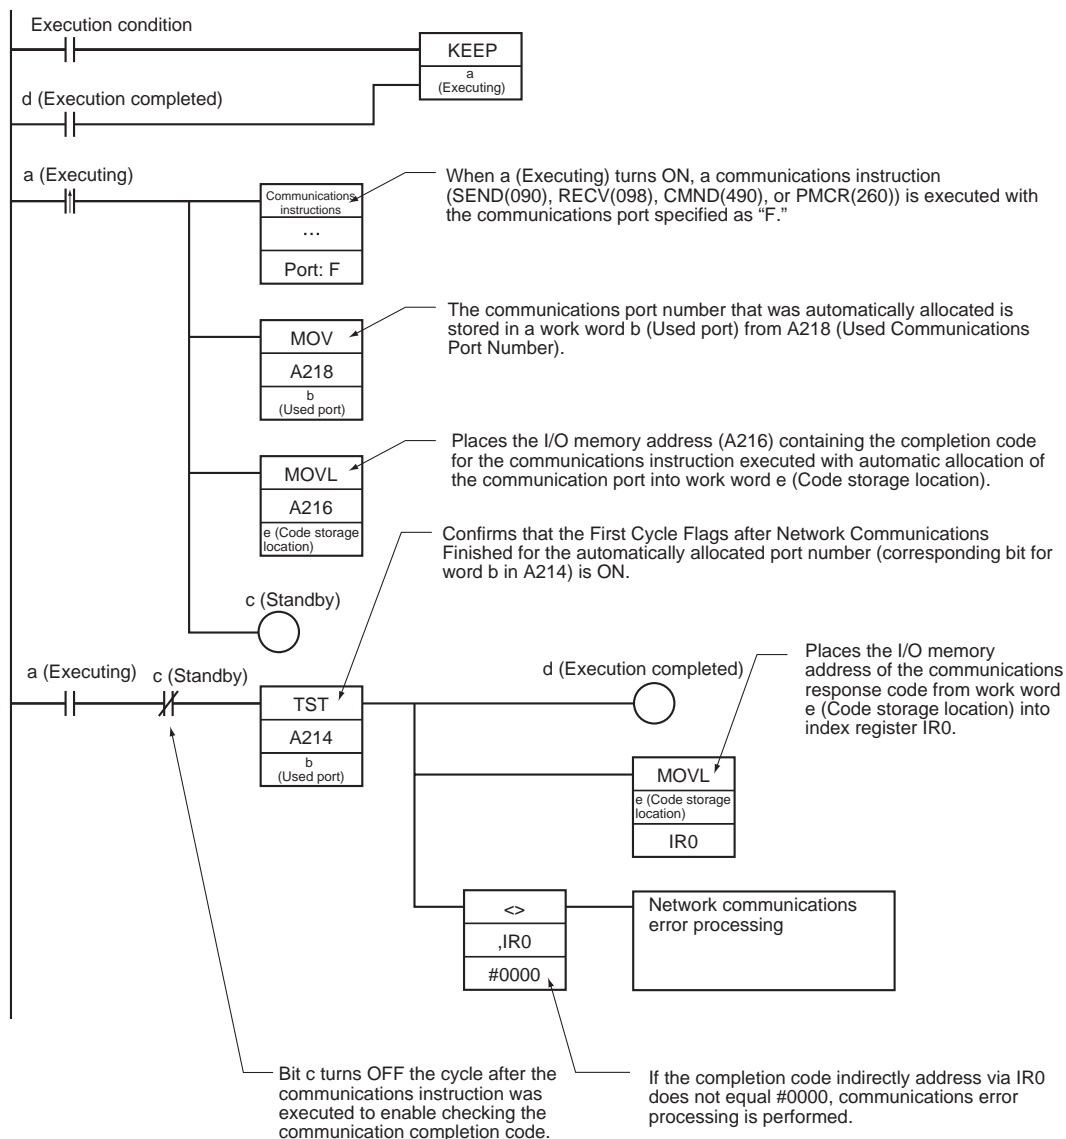 Execution condition
KEEP
a
(Executing)
d (Execution completed)
a (Executing)
Communications
instructions
...
Port: F
When a (Executing) turns ON, a communications instruction
(SEND(090), RECV(098), CMND(490), or PMCR(260)) is executed with
the communications port specified as “F.”
MOV
A218
b
(Used port)
The communications port number that was automatically allocated is
stored in a work word b (Used port) from A218 (Used Communications
Port Number).
MOVL
A216
e (Code storage
location)
Places the I/O memory address (A216) containing the completion code
for the communications instruction executed with automatic allocation of
the communication port into work word e (Code storage location).
Confirms that the First Cycle Flags after Network Communications
Finished for the automatically allocated port number (corresponding bit for
word b in A214) is ON.
c (Standby)
a (Executing)
c (Standby)
TST
A214
b
(Used port)
d (Execution completed)
Places the I/O memory
address of the communications
response code from work word
e (Code storage location) into
index register IR0.
MOVL
e (Code storage
location)
IR0
<>
,IR0
#0000
Network communications
error processing
Bit c turns OFF the cycle after the
communications instruction was
executed to enable checking the
communication completion code.
If the completion code indirectly address via IR0
does not equal #0000, communications error
processing is performed.